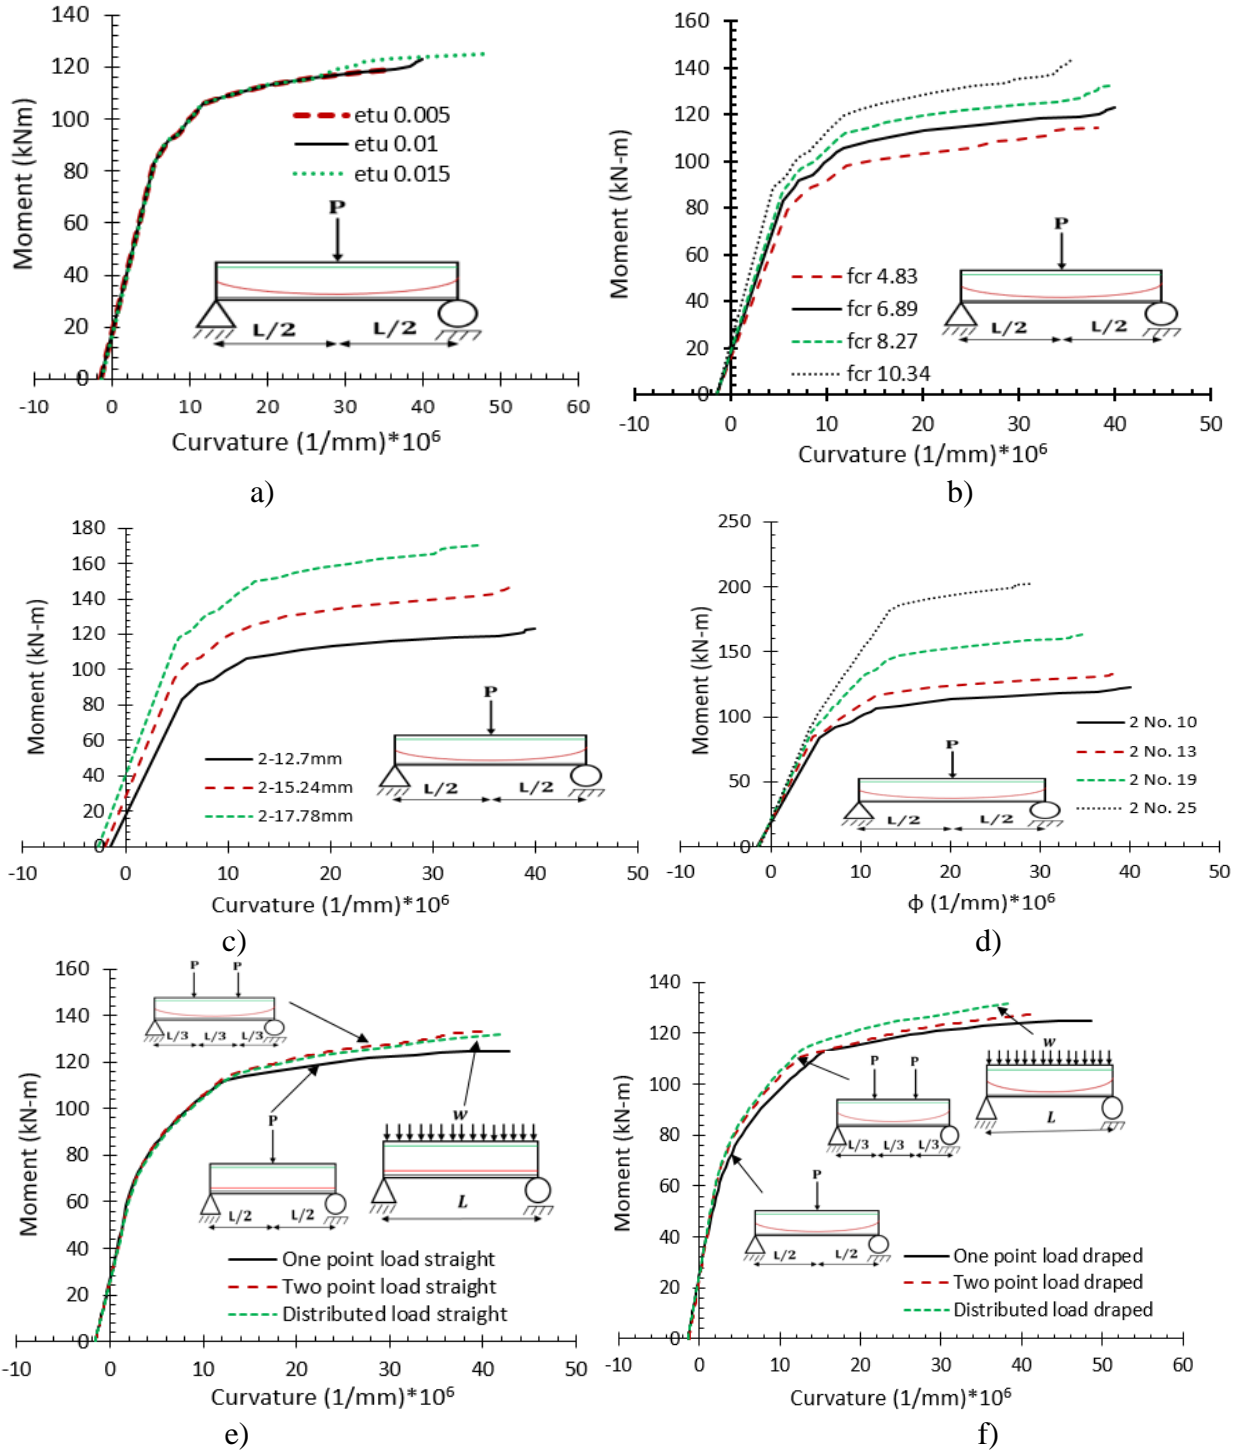 140
120
100
80
60
40
20
0
-10 0 10 20 30 40 50 60
Moment (kNm)
Curvature (1/mm)*10⁶
etu 0.005
etu 0.01
etu 0.015
P
L/2 L/2
a)
160
140
120
100
80
60
40
20
0
-10 0 10 20 30 40 50
Moment (kN-m)
Curvature (1/mm)*10⁶
fcr 4.83
fcr 6.89
fcr 8.27
fcr 10.34
P
L/2 L/2
b)
180
160
140
120
100
80
60
40
20
0
-10 0 10 20 30 40 50
Moment (kN-m)
Curvature (1/mm)*10⁶
2-12.7mm
2-15.24mm
2-17.78mm
P
L/2 L/2
c)
250
200
150
100
50
0
-10 0 10 20 30 40 50
Moment (kN-m)
ϕ (1/mm)*10⁶
2 No. 10
2 No. 13
2 No. 19
2 No. 25
P
L/2 L/2
d)
160
140
120
100
80
60
40
20
0
-10 0 10 20 30 40 50
Moment (kN-m)
Curvature (1/mm)*10⁶
P P
L/3 L/3 L/3
P
L/2 L/2
w
L
One point load straight
Two point load straight
Distributed load straight
e)
140
120
100
80
60
40
20
0
-10 0 10 20 30 40 50 60
Moment (kN-m)
Curvature (1/mm)*10⁶
w
L
P P
L/3 L/3 L/3
P
L/2 L/2
One point load draped
Two point load draped
Distributed load draped
f)